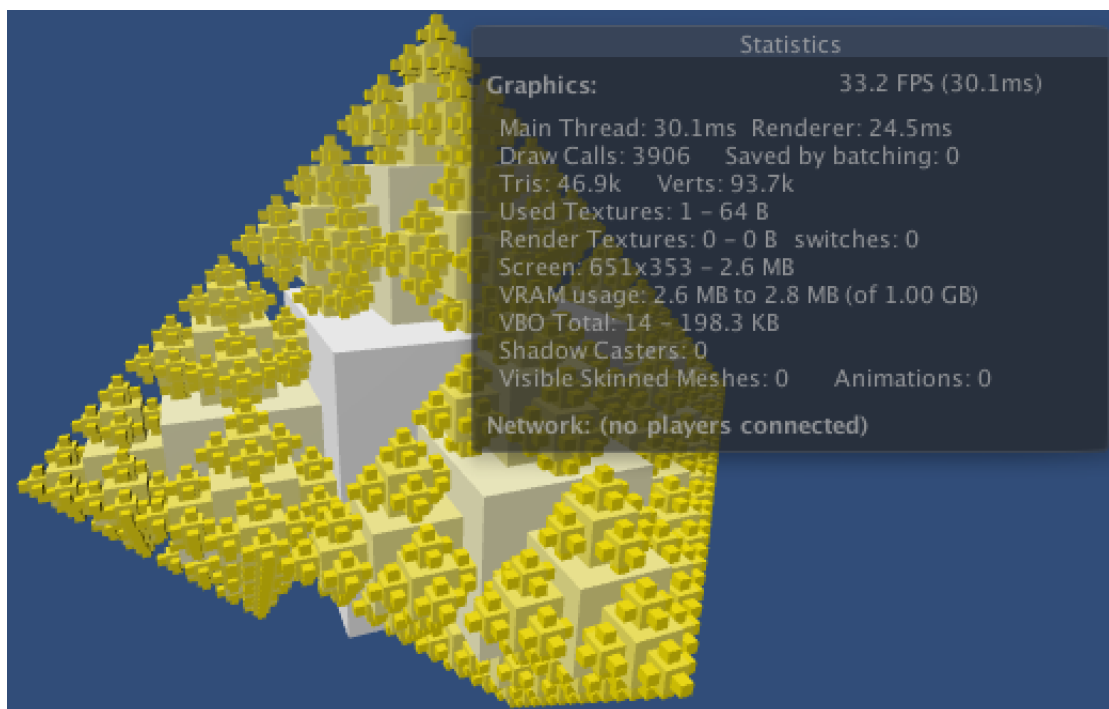 Statistics
Graphics: 33.2 FPS (30.1ms)
Main Thread: 30.1ms Renderer: 24.5ms
Draw Calls: 3906 Saved by batching: 0
Tris: 46.9k Verts: 93.7k
Used Textures: 1 – 64 B
Render Textures: 0 – 0 B switches: 0
Screen: 651x353 – 2.6 MB
VRAM usage: 2.6 MB to 2.8 MB (of 1.00 GB)
VBO Total: 14 – 198.3 KB
Shadow Casters: 0
Visible Skinned Meshes: 0 Animations: 0
Network: (no players connected)